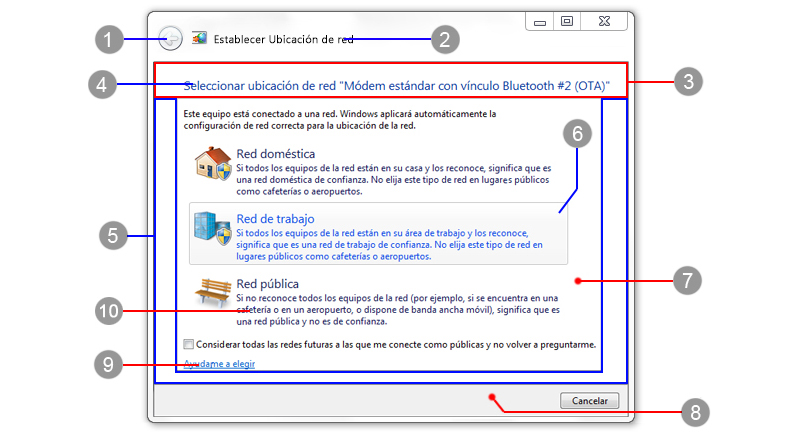 1
Establecer Ubicación de red
2
3
4
Seleccionar ubicación de red "Módem estándar con vínculo Bluetooth #2 (OTA)"
Este equipo está conectado a una red. Windows aplicará automáticamente la
configuración de red correcta para la ubicación de la red.
6
Red doméstica
Si todos los equipos de la red están en su casa y los reconoce, significa que es
una red doméstica de confianza. No elija este tipo de red en lugares públicos
como cafeterías o aeropuertos.
5
Red de trabajo
Si todos los equipos de la red están en su área de trabajo y los reconoce,
significa que es una red de trabajo de confianza. No elija este tipo de red en
lugares públicos como cafeterías o aeropuertos.
7
Red pública
Si no reconoce todos los equipos de la red (por ejemplo, si se encuentra en una
cafetería o en un aeropuerto, o dispone de banda ancha móvil), significa que es
una red pública y no es de confianza.
10
Considerar todas las redes futuras a las que me conecte como públicas y no volver a preguntarme.
9
Ayudame a elegir
Cancelar
8